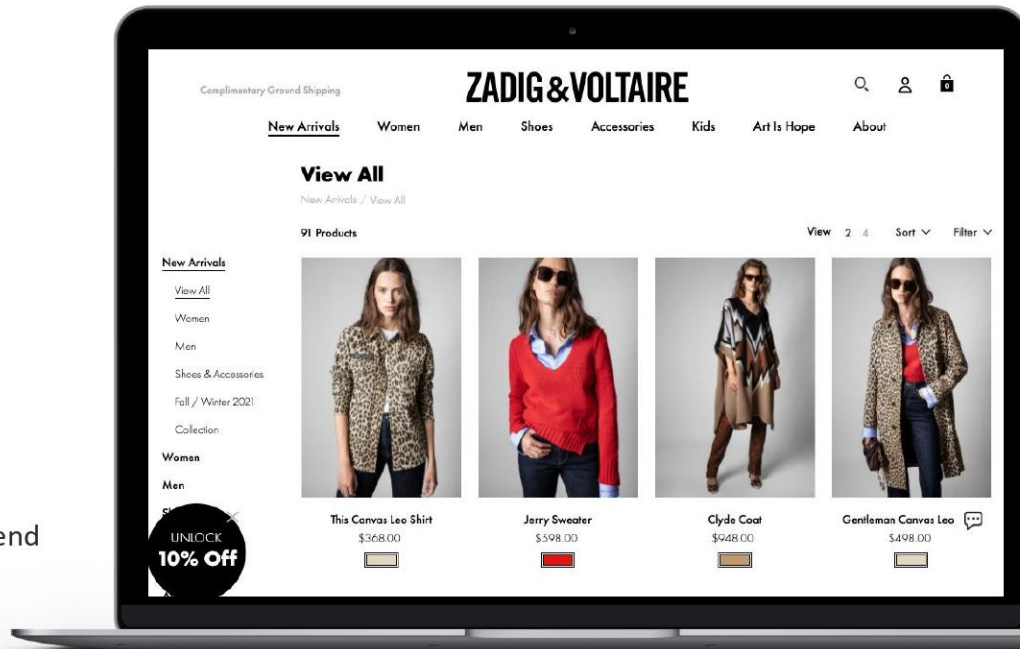 Complimentary Ground Shipping
ZADIG&VOLTAIRE
0
New Arrivals Women Men Shoes Accessories Kids Art Is Hope About
View All
New Arrivals / View All
91 Products
View 2 4 Sort Filter
New Arrivals
View All
Women
Men
Shoes & Accessories
Fall / Winter 2021
Collection
Women
Men
UNLOCK
10% Off
This Canvas Leo Shirt
$368.00
Jerry Sweater
$598.00
Clyde Coat
$948.00
Gentleman Canvas Leo
$498.00
end